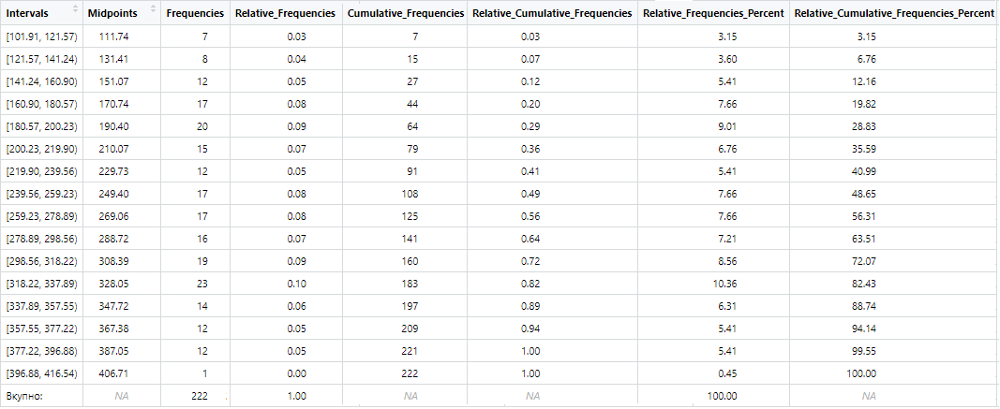 Intervals Midpoints Frequencies Relative_Frequencies Cumulative_Frequencies Relative_Cumulative_Frequencies Relative_Frequencies_Percent Relative_Cumulative_Frequencies_Percent
[101.91, 121.57) 111.74 7 0.03 7 0.03 3.15 3.15
[121.57, 141.24) 131.41 8 0.04 15 0.07 3.60 6.76
[141.24, 160.90) 151.07 12 0.05 27 0.12 5.41 12.16
[160.90, 180.57) 170.74 17 0.08 44 0.20 7.66 19.82
[180.57, 200.23) 190.40 20 0.09 64 0.29 9.01 28.83
[200.23, 219.90) 210.07 15 0.07 79 0.36 6.76 35.59
[219.90, 239.56) 229.73 12 0.05 91 0.41 5.41 40.99
[239.56, 259.23) 249.40 17 0.08 108 0.49 7.66 48.65
[259.23, 278.89) 269.06 17 0.08 125 0.56 7.66 56.31
[278.89, 298.56) 288.72 16 0.07 141 0.64 7.21 63.51
[298.56, 318.22) 308.39 19 0.09 160 0.72 8.56 72.07
[318.22, 337.89) 328.05 23 0.10 183 0.82 10.36 82.43
[337.89, 357.55) 347.72 14 0.06 197 0.89 6.31 88.74
[357.55, 377.22) 367.38 12 0.05 209 0.94 5.41 94.14
[377.22, 396.88) 387.05 12 0.05 221 1.00 5.41 99.55
[396.88, 416.54) 406.71 1 0.00 222 1.00 0.45 100.00
Вкупно: NA 222 1.00 NA NA 100.00 NA